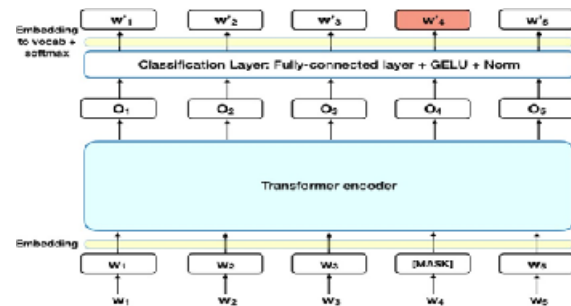 Embedding
to vocab +
softmax
W'1 W'2 W'3 W'4 W'5
Classification Layer: Fully-connected layer + GELU + Norm
O1 O2 O3 O4 O5
Transformer encoder
Embedding
W1 W2 W3 [MASK] W5
W1 W2 W3 W4 W5